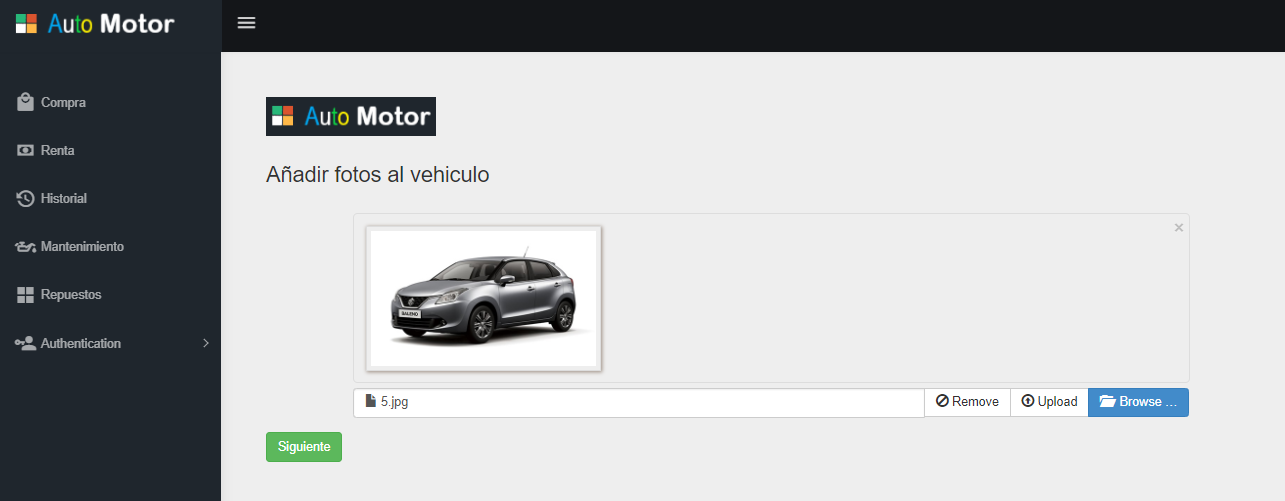 Auto Motor
Compra
Renta
Historial
Mantenimiento
Repuestos
Authentication
Auto Motor
Añadir fotos al vehiculo
×
BALENO
5.jpg
Remove
Upload
Browse ...
Siguiente